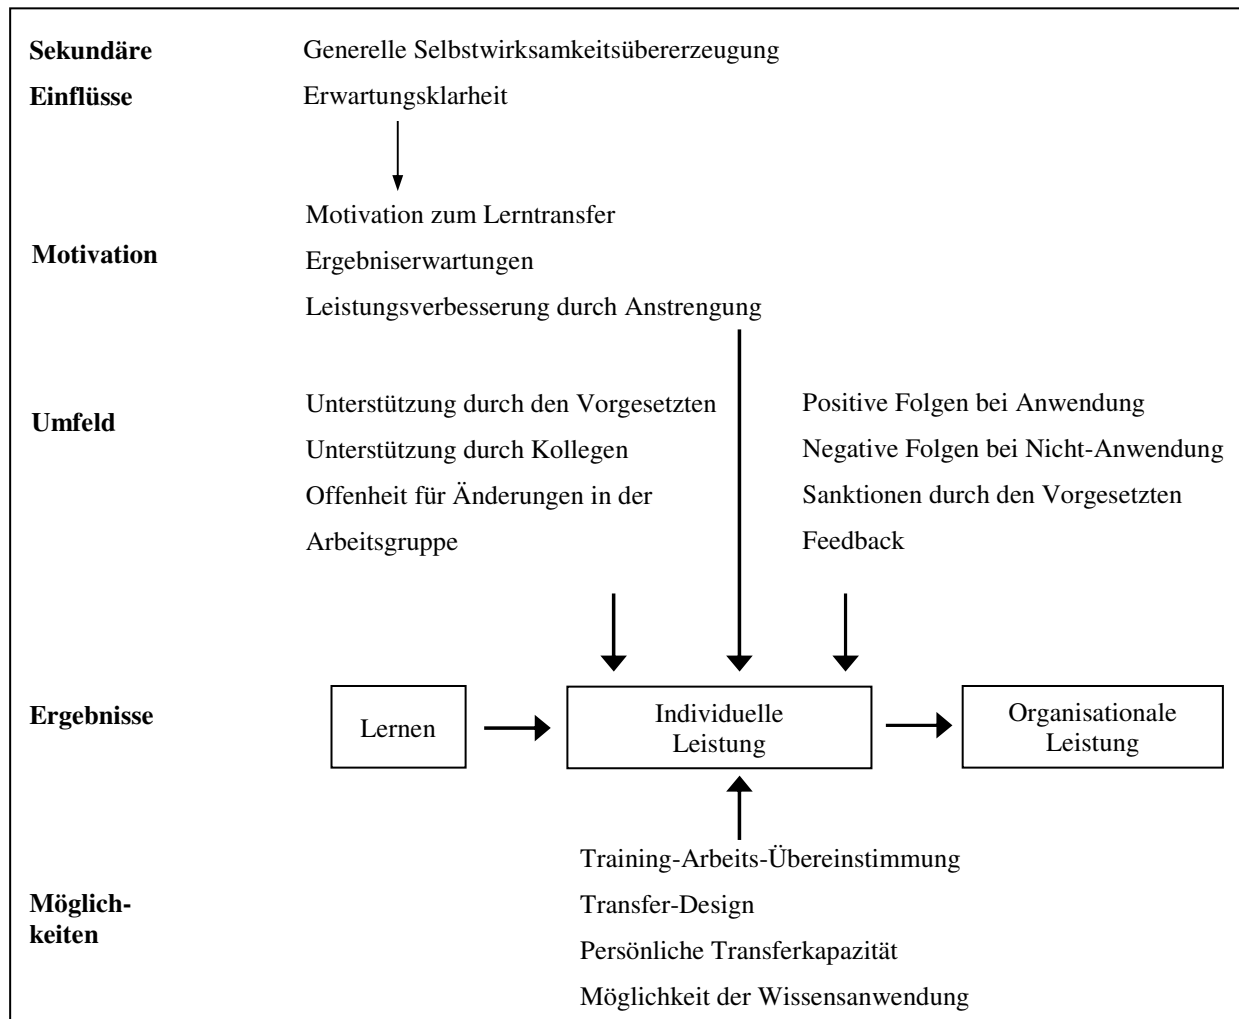 Sekundäre
Einflüsse
Generelle Selbstwirksamkeitsübererzeugung
Erwartungsklarheit
Motivation
Motivation zum Lerntransfer
Ergebniserwartungen
Leistungsverbesserung durch Anstrengung
Umfeld
Unterstützung durch den Vorgesetzten
Unterstützung durch Kollegen
Offenheit für Änderungen in der
Arbeitsgruppe
Positive Folgen bei Anwendung
Negative Folgen bei Nicht-Anwendung
Sanktionen durch den Vorgesetzten
Feedback
Ergebnisse
Lernen
Individuelle
Leistung
Organisationale
Leistung
Möglich-
keiten
Training-Arbeits-Übereinstimmung
Transfer-Design
Persönliche Transferkapazität
Möglichkeit der Wissensanwendung